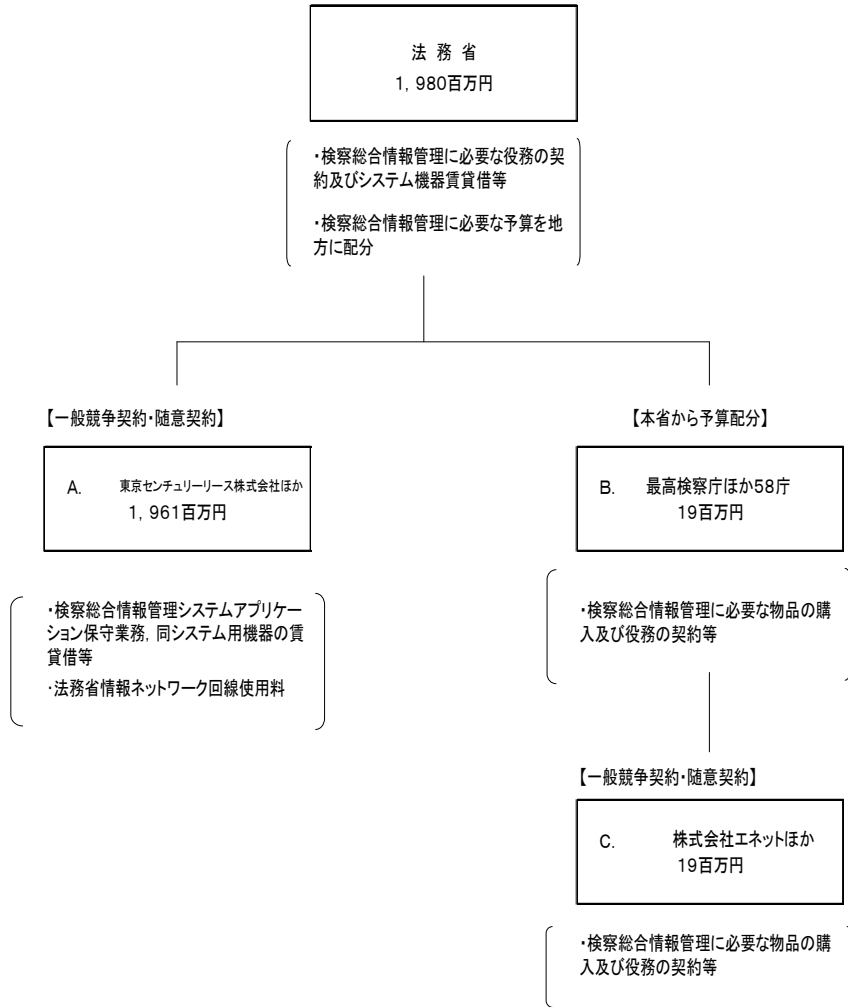 法 務 省
1，980百万円
・検察総合情報管理に必要な役務の契
約及びシステム機器賃貸借等
・検察総合情報管理に必要な予算を地
方に配分
【一般競争契約・随意契約】
A. 東京センチュリーリース株式会社ほか
1，961百万円
・検察総合情報管理システムアプリケー
ション保守業務，同システム用機器の賃
貸借等
・法務省情報ネットワーク回線使用料
【本省から予算配分】
B. 最高検察庁ほか58庁
19百万円
・検察総合情報管理に必要な物品の購
入及び役務の契約等
【一般競争契約・随意契約】
C. 株式会社エネットほか
19百万円
・検察総合情報管理に必要な物品の購
入及び役務の契約等